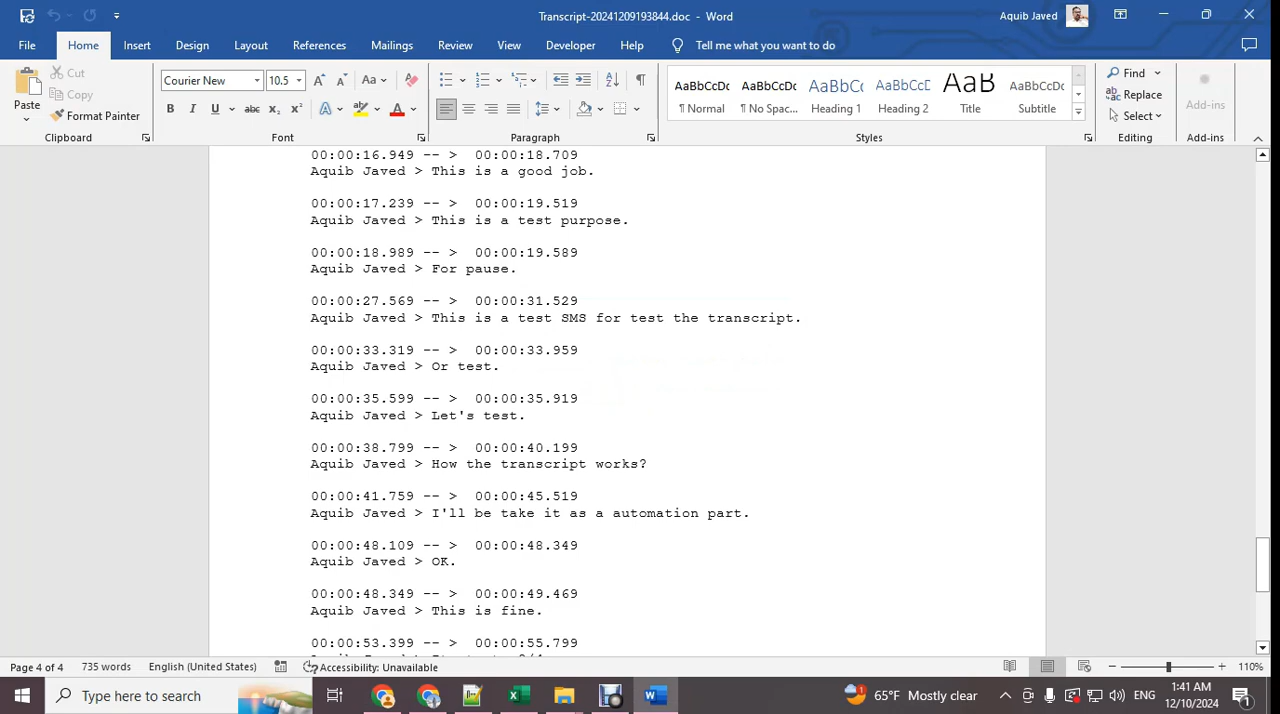 Transcript-20241209193844.doc - Word
Aquib Javed
File Home Insert Design Layout References Mailings Review View Developer Help Tell me what you want to do
Cut
Copy
Format Painter
Paste
Clipboard
Courier New 10.5
Font
Paragraph
AaBbCcDc AaBbCcDc AaBbCc AaBbCcD AaB AaBbCcD
¶ Normal ¶ No Spac... Heading 1 Heading 2 Title Subtitle
Styles
Find
Replace
Select
Editing
Add-ins
Add-ins
00:00:16.949 -- > 00:00:18.709
Aquib Javed > This is a good job.
00:00:17.239 -- > 00:00:19.519
Aquib Javed > This is a test purpose.
00:00:18.989 -- > 00:00:19.589
Aquib Javed > For pause.
00:00:27.569 -- > 00:00:31.529
Aquib Javed > This is a test SMS for test the transcript.
00:00:33.319 -- > 00:00:33.959
Aquib Javed > Or test.
00:00:35.599 -- > 00:00:35.919
Aquib Javed > Let's test.
00:00:38.799 -- > 00:00:40.199
Aquib Javed > How the transcript works?
00:00:41.759 -- > 00:00:45.519
Aquib Javed > I'll be take it as a automation part.
00:00:48.109 -- > 00:00:48.349
Aquib Javed > OK.
00:00:48.349 -- > 00:00:49.469
Aquib Javed > This is fine.
00:00:53.399 -- > 00:00:55.799
Page 4 of 4 735 words English (United States) Accessibility: Unavailable 110%
Type here to search
65°F Mostly clear
ENG
1:41 AM
12/10/2024